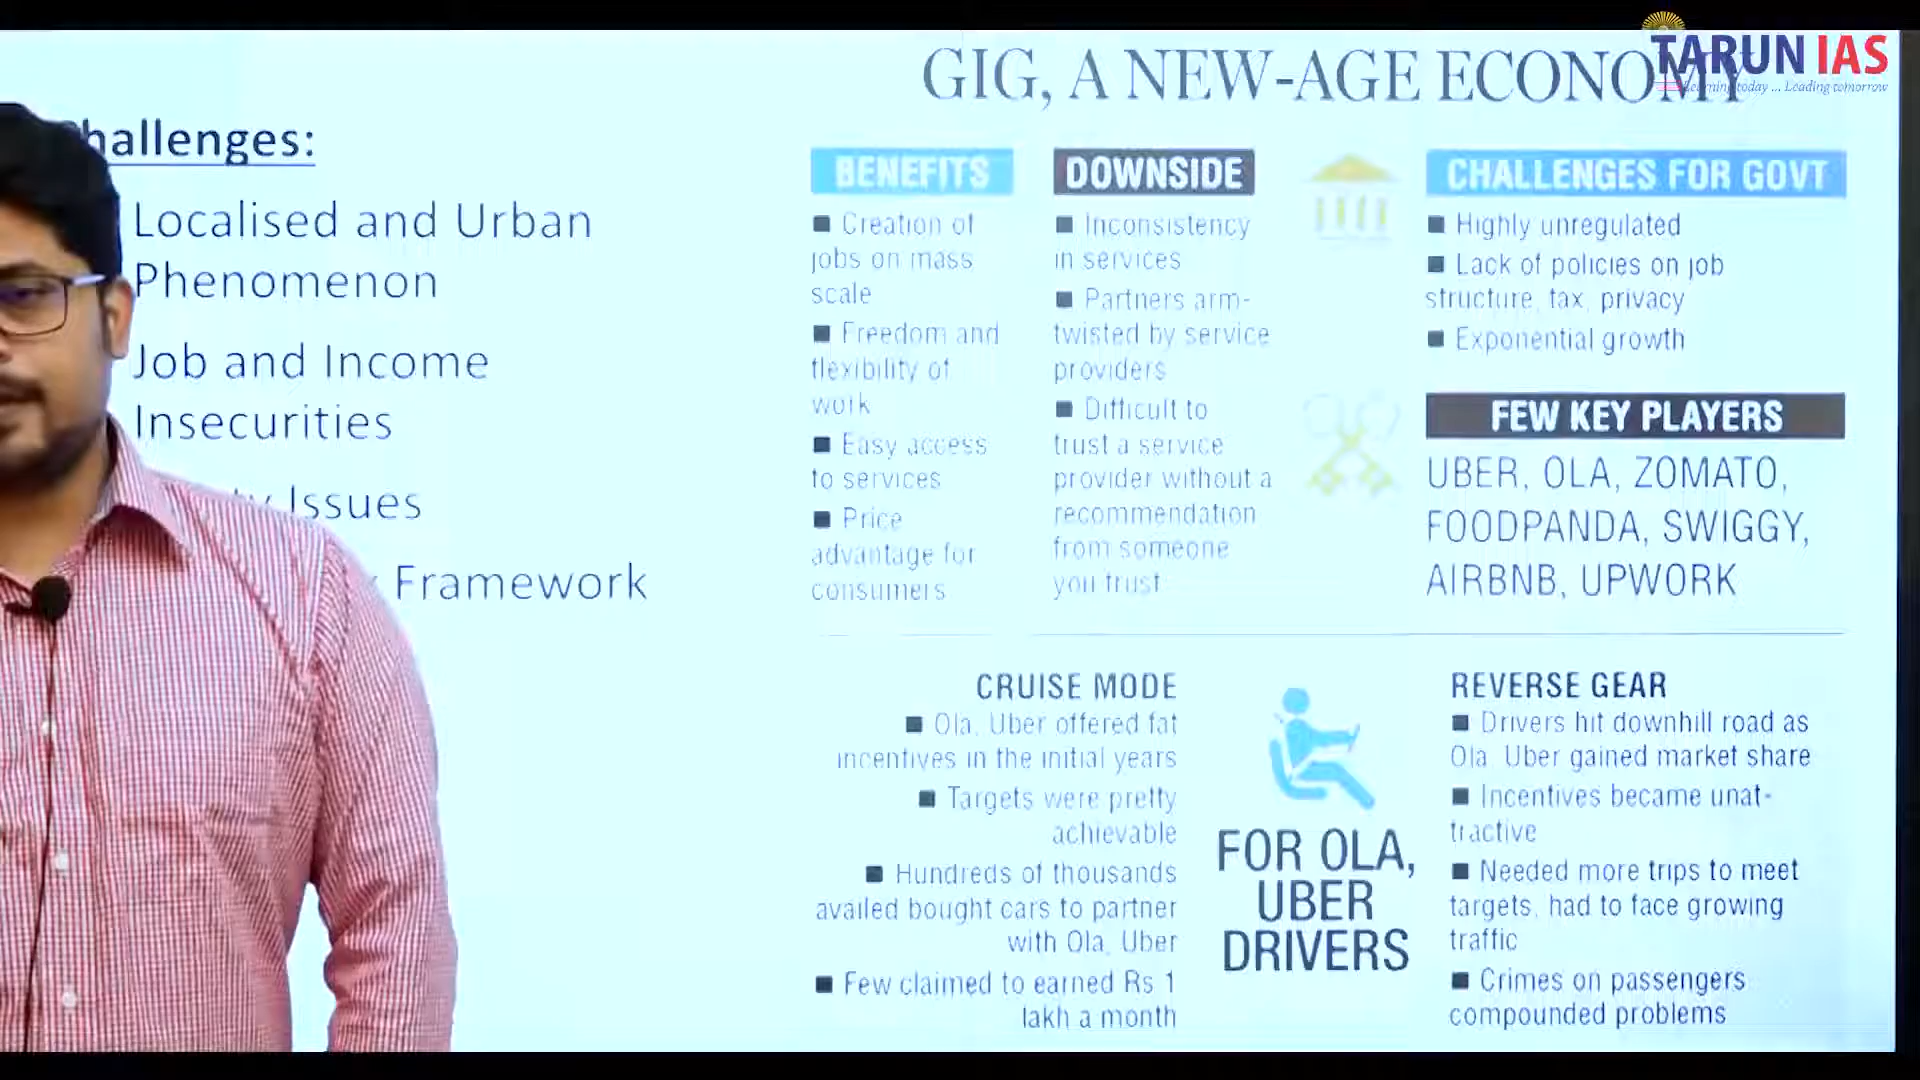 TARUN IAS
Learning today ... Leading tomorrow
GIG, A NEW-AGE ECONOMY
hallenges:
Localised and Urban
Phenomenon
Job and Income
Insecurities
Issues
Framework
BENEFITS
■ Creation of
jobs on mass
scale
■ Freedom and
flexibility of
work
■ Easy access
to services
■ Price
advantage for
consumers
DOWNSIDE
■ Inconsistency
in services
■ Partners arm-
twisted by service
providers
■ Difficult to
trust a service
provider without a
recommendation
from someone
you trust
CHALLENGES FOR GOVT
■ Highly unregulated
■ Lack of policies on job
structure, tax, privacy
■ Exponential growth
FEW KEY PLAYERS
UBER, OLA, ZOMATO,
FOODPANDA, SWIGGY,
AIRBNB, UPWORK
CRUISE MODE
■ Ola, Uber offered fat
incentives in the initial years
■ Targets were pretty
achievable
■ Hundreds of thousands
availed bought cars to partner
with Ola, Uber
■ Few claimed to earned Rs 1
lakh a month
FOR OLA,
UBER
DRIVERS
REVERSE GEAR
■ Drivers hit downhill road as
Ola, Uber gained market share
■ Incentives became unat-
tractive
■ Needed more trips to meet
targets, had to face growing
traffic
■ Crimes on passengers
compounded problems